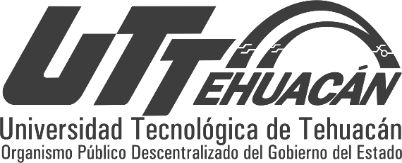 UTTEHUACÁN
Universidad Tecnológica de Tehuacán
Organismo Público Descentralizado del Gobierno del Estado